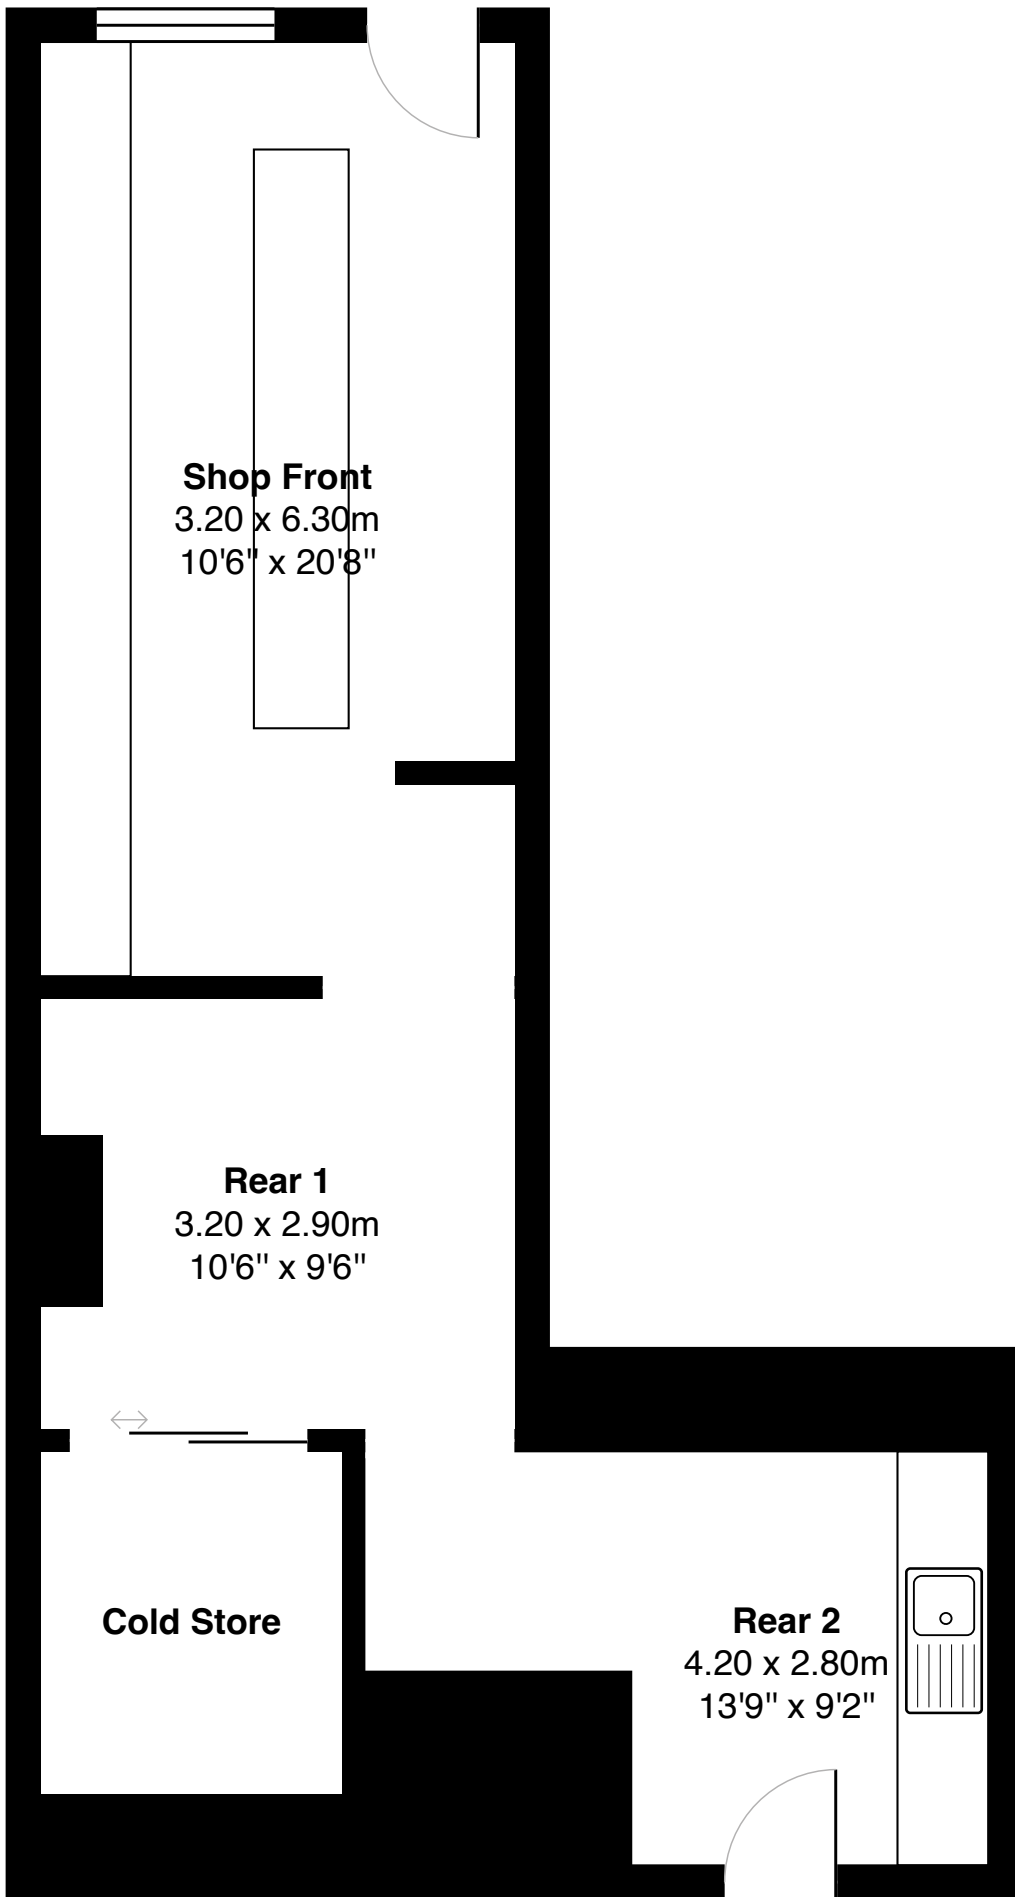 Shop Front
3.20 x 6.30m
10'6" x 20'8"
Rear 1
3.20 x 2.90m
10'6" x 9'6"
Cold Store
Rear 2
4.20 x 2.80m
13'9" x 9'2"